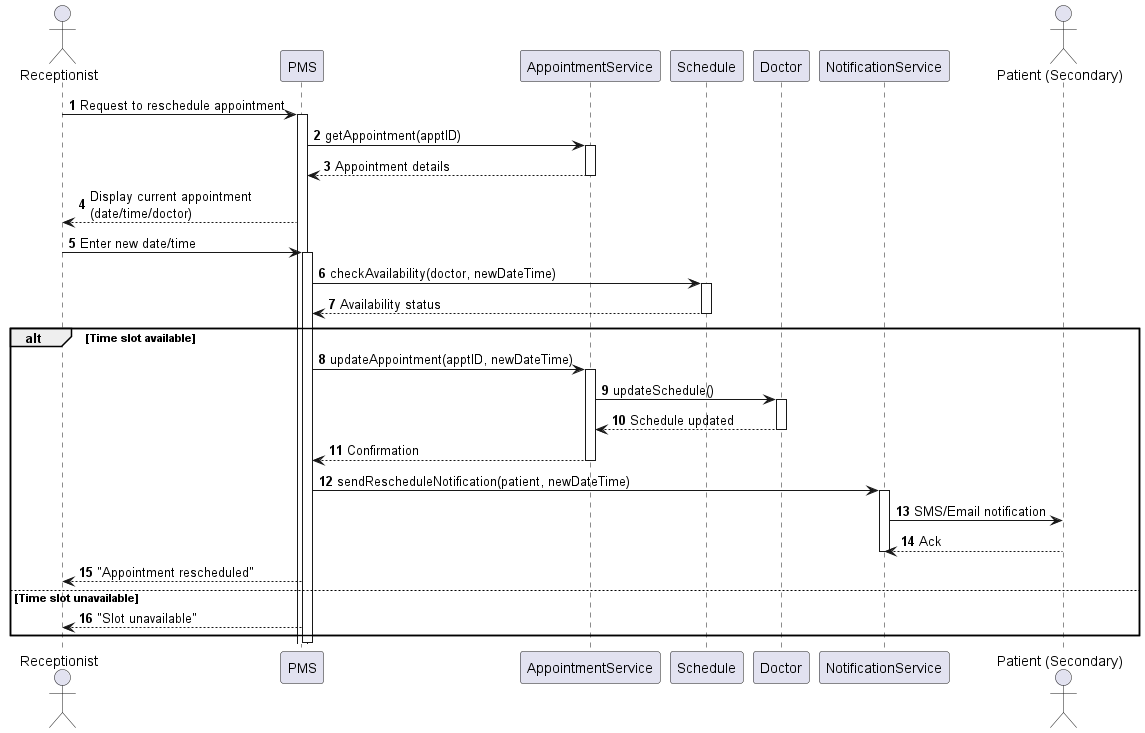 Receptionist
PMS
AppointmentService
Schedule
Doctor
NotificationService
Patient (Secondary)
1 Request to reschedule appointment
2 getAppointment(apptID)
3 Appointment details
4 Display current appointment
(date/time/doctor)
5 Enter new date/time
6 checkAvailability(doctor, newDateTime)
7 Availability status
alt [Time slot available]
8 updateAppointment(apptID, newDateTime)
9 updateSchedule()
10 Schedule updated
11 Confirmation
12 sendRescheduleNotification(patient, newDateTime)
13 SMS/Email notification
14 Ack
15 "Appointment rescheduled"
[Time slot unavailable]
16 "Slot unavailable"
Receptionist
PMS
AppointmentService
Schedule
Doctor
NotificationService
Patient (Secondary)